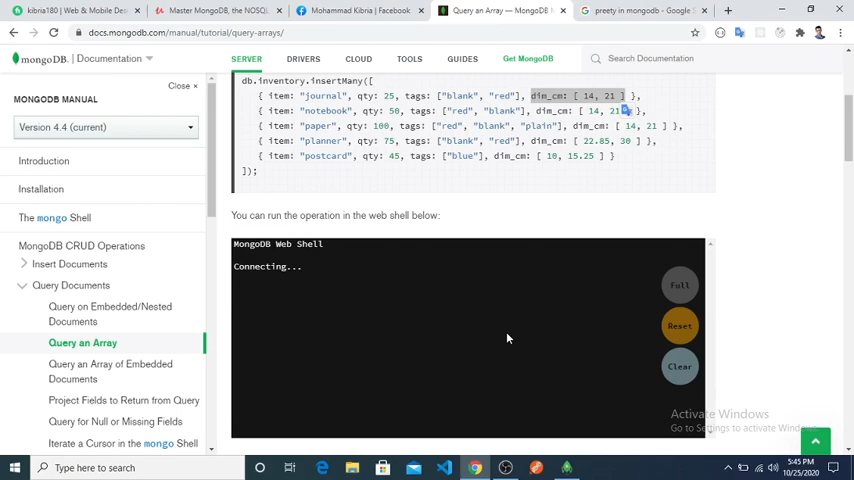 kibria180 | Web & Mobile Des
Master MongoDB, the NOSQL
Mohammad Kibria | Facebook
Query an Array — MongoDB M
preety in mongodb - Google S
docs.mongodb.com/manual/tutorial/query-arrays/
mongoDB. | Documentation
SERVER DRIVERS CLOUD TOOLS GUIDES Get MongoDB Search Documentation
Close ×
MONGODB MANUAL
Version 4.4 (current)
Introduction
Installation
The mongo Shell
MongoDB CRUD Operations
Insert Documents
Query Documents
Query on Embedded/Nested
Documents
Query an Array
Query an Array of Embedded
Documents
Project Fields to Return from Query
Query for Null or Missing Fields
Iterate a Cursor in the mongo Shell
db.inventory.insertMany([
{ item: "journal", qty: 25, tags: ["blank", "red"], dim_cm: [ 14, 21 ] },
{ item: "notebook", qty: 50, tags: ["red", "blank"], dim_cm: [ 14, 21 ] },
{ item: "paper", qty: 100, tags: ["red", "blank", "plain"], dim_cm: [ 14, 21 ] },
{ item: "planner", qty: 75, tags: ["blank", "red"], dim_cm: [ 22.85, 30 ] },
{ item: "postcard", qty: 45, tags: ["blue"], dim_cm: [ 10, 15.25 ] }
]);
You can run the operation in the web shell below:
MongoDB Web Shell
Connecting...
Full
Reset
Clear
Activate Windows
Go to Settings to activate Windows.
Type here to search
5:45 PM
10/25/2020